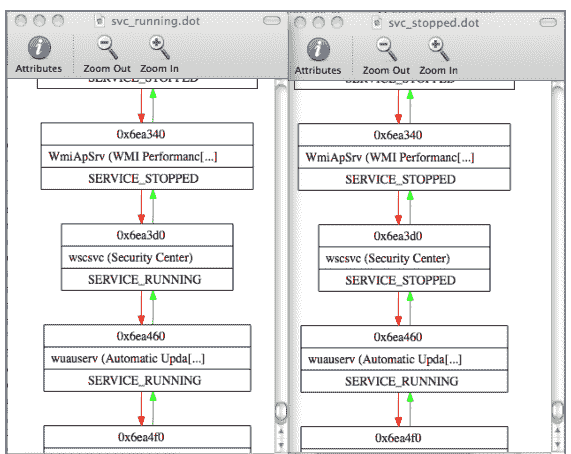 svc_running.dot
Attributes
Zoom Out
Zoom In
SERVICE_STOPPED
0x6ea340
WmiApSrv (WMI Performanc[...]
SERVICE_STOPPED
0x6ea3d0
wscsvc (Security Center)
SERVICE_RUNNING
0x6ea460
wuauserv (Automatic Upda[...]
SERVICE_RUNNING
0x6ea4f0
svc_stopped.dot
Attributes
Zoom Out
Zoom In
SERVICE_STOPPED
0x6ea340
WmiApSrv (WMI Performanc[...]
SERVICE_STOPPED
0x6ea3d0
wscsvc (Security Center)
SERVICE_STOPPED
0x6ea460
wuauserv (Automatic Upda[...]
SERVICE_RUNNING
0x6ea4f0